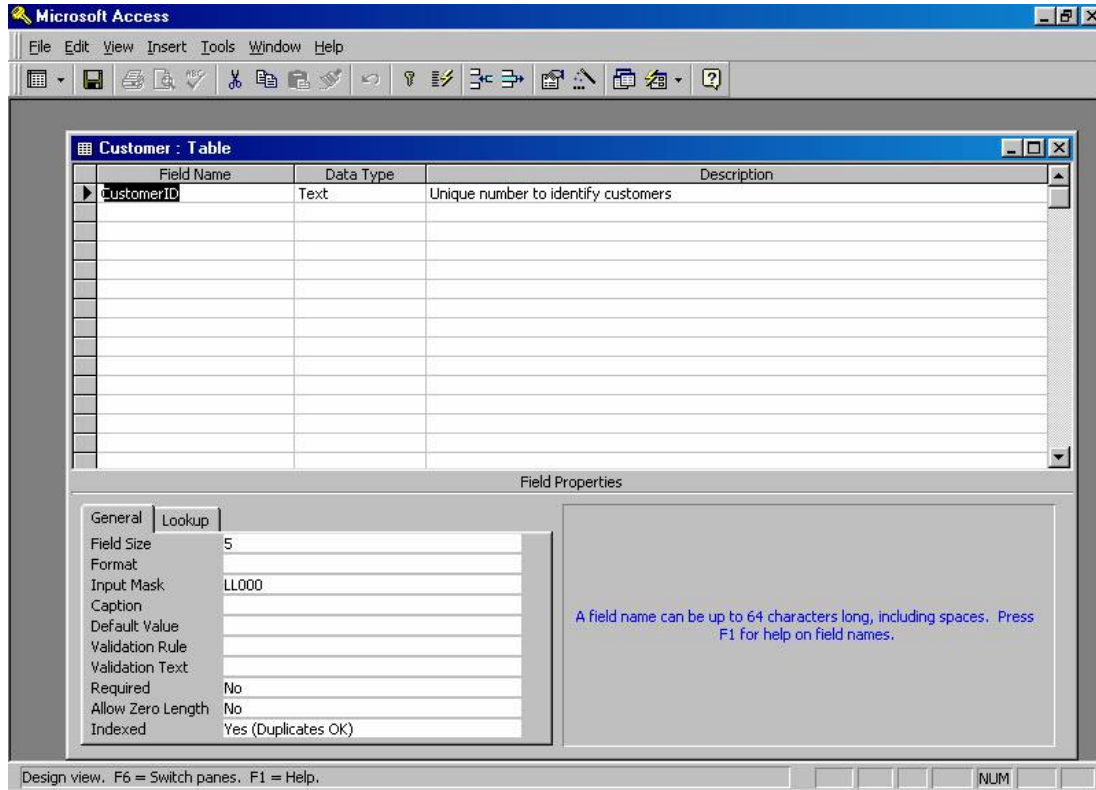 Microsoft Access
File Edit View Insert Tools Window Help
Customer : Table
Field Name Data Type Description
CustomerID Text Unique number to identify customers
Field Properties
General Lookup
Field Size 5
Format
Input Mask LL000
Caption
Default Value
Validation Rule
Validation Text
Required No
Allow Zero Length No
Indexed Yes (Duplicates OK)
A field name can be up to 64 characters long, including spaces. Press
F1 for help on field names.
Design view. F6 = Switch panes. F1 = Help. NUM